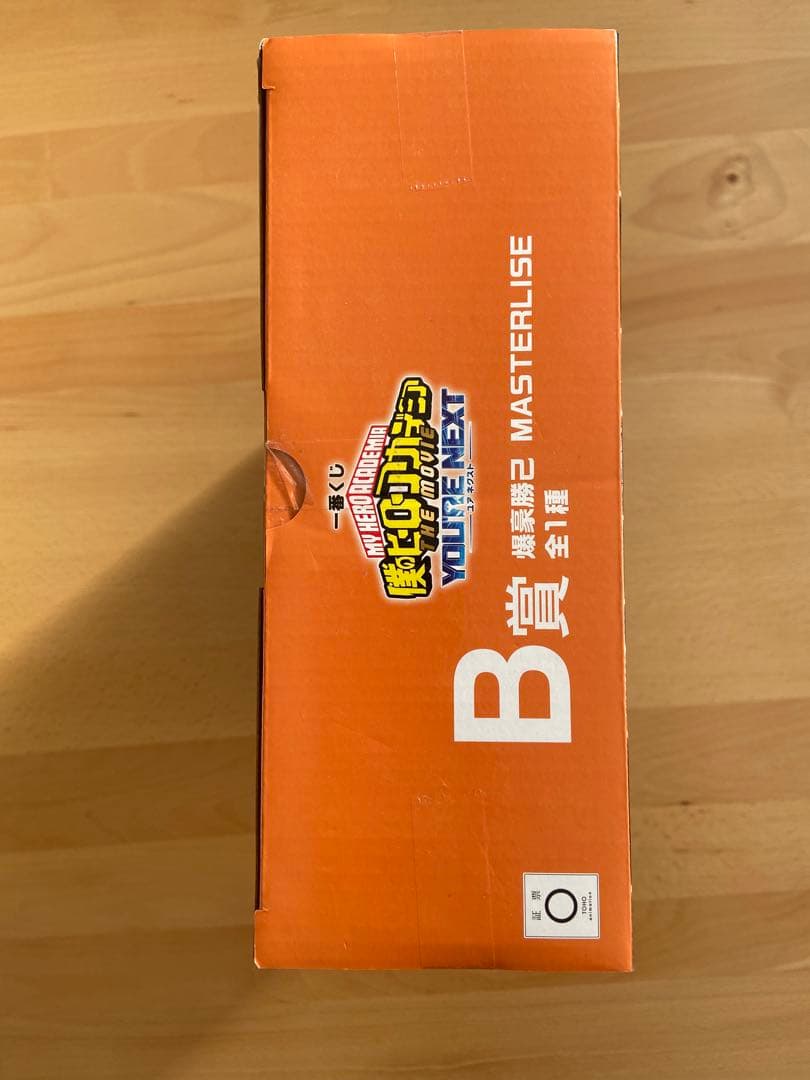 一番くじ
MY HERO ACADEMIA
僕のヒーローアカデミア
THE MOVIE
YOU'RE NEXT
ユア ネクスト
B賞
爆豪勝己 MASTERLISE
全1種
証票
TOHO
animation